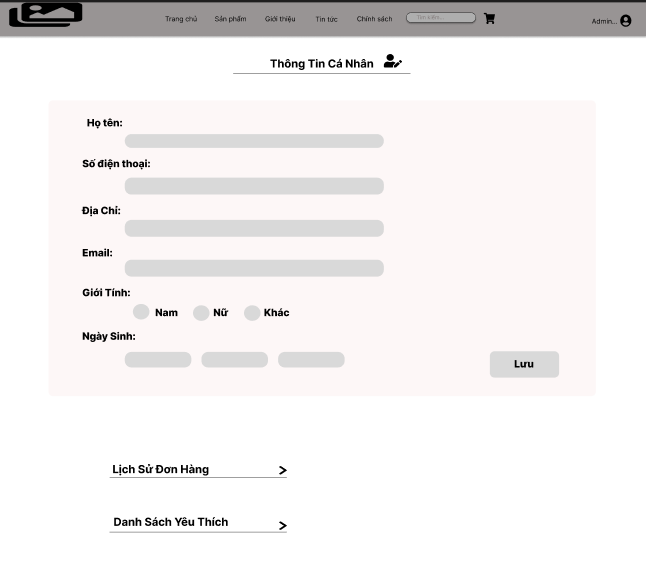 Trang chủ Sản phẩm Giới thiệu Tin tức Chính sách Tìm kiếm... Admin...
Thông Tin Cá Nhân
Họ tên:
Số điện thoại:
Địa Chỉ:
Email:
Giới Tính:
Nam Nữ Khác
Ngày Sinh:
Lưu
Lịch Sử Đơn Hàng >
Danh Sách Yêu Thích >